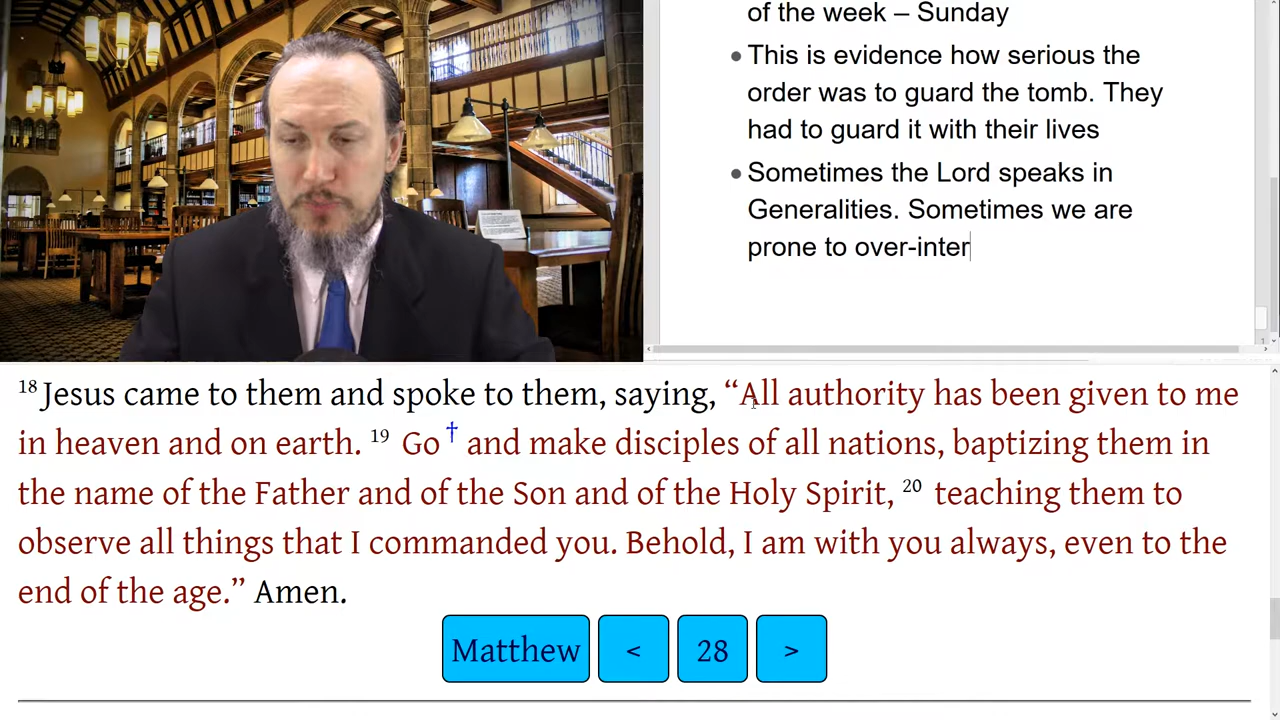 of the week – Sunday
• This is evidence how serious the
order was to guard the tomb. They
had to guard it with their lives
• Sometimes the Lord speaks in
Generalities. Sometimes we are
prone to over-inter
18 Jesus came to them and spoke to them, saying, “All authority has been given to me
in heaven and on earth. 19 Go † and make disciples of all nations, baptizing them in
the name of the Father and of the Son and of the Holy Spirit, 20 teaching them to
observe all things that I commanded you. Behold, I am with you always, even to the
end of the age.” Amen.
Matthew < 28 >